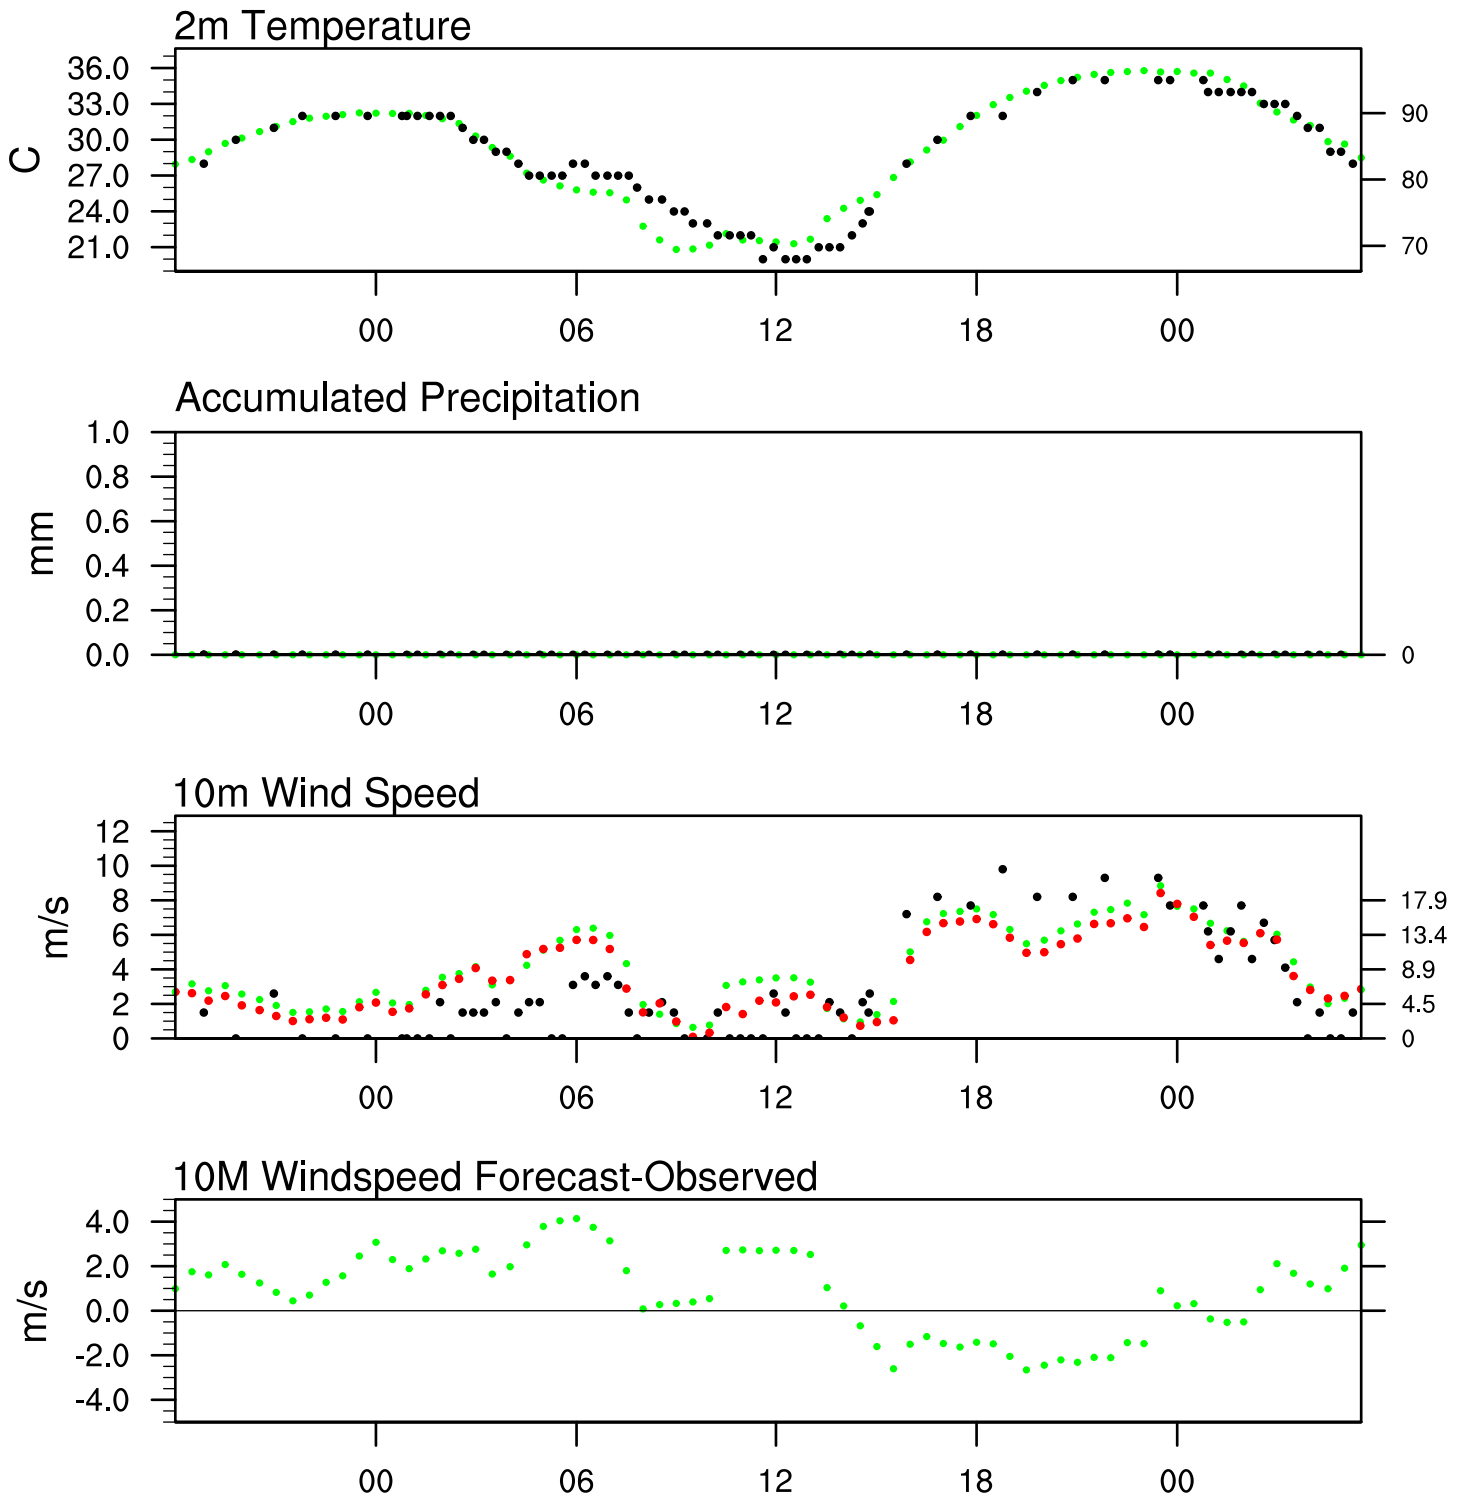 2m Temperature
C
36.0
33.0
30.0
27.0
24.0
21.0
90
80
70
00 06 12 18 00
Accumulated Precipitation
mm
1.0
0.8
0.6
0.4
0.2
0.0
0
00 06 12 18 00
10m Wind Speed
m/s
12
10
8
6
4
2
0
17.9
13.4
8.9
4.5
0
00 06 12 18 00
10M Windspeed Forecast-Observed
m/s
4.0
2.0
0.0
-2.0
-4.0
00 06 12 18 00